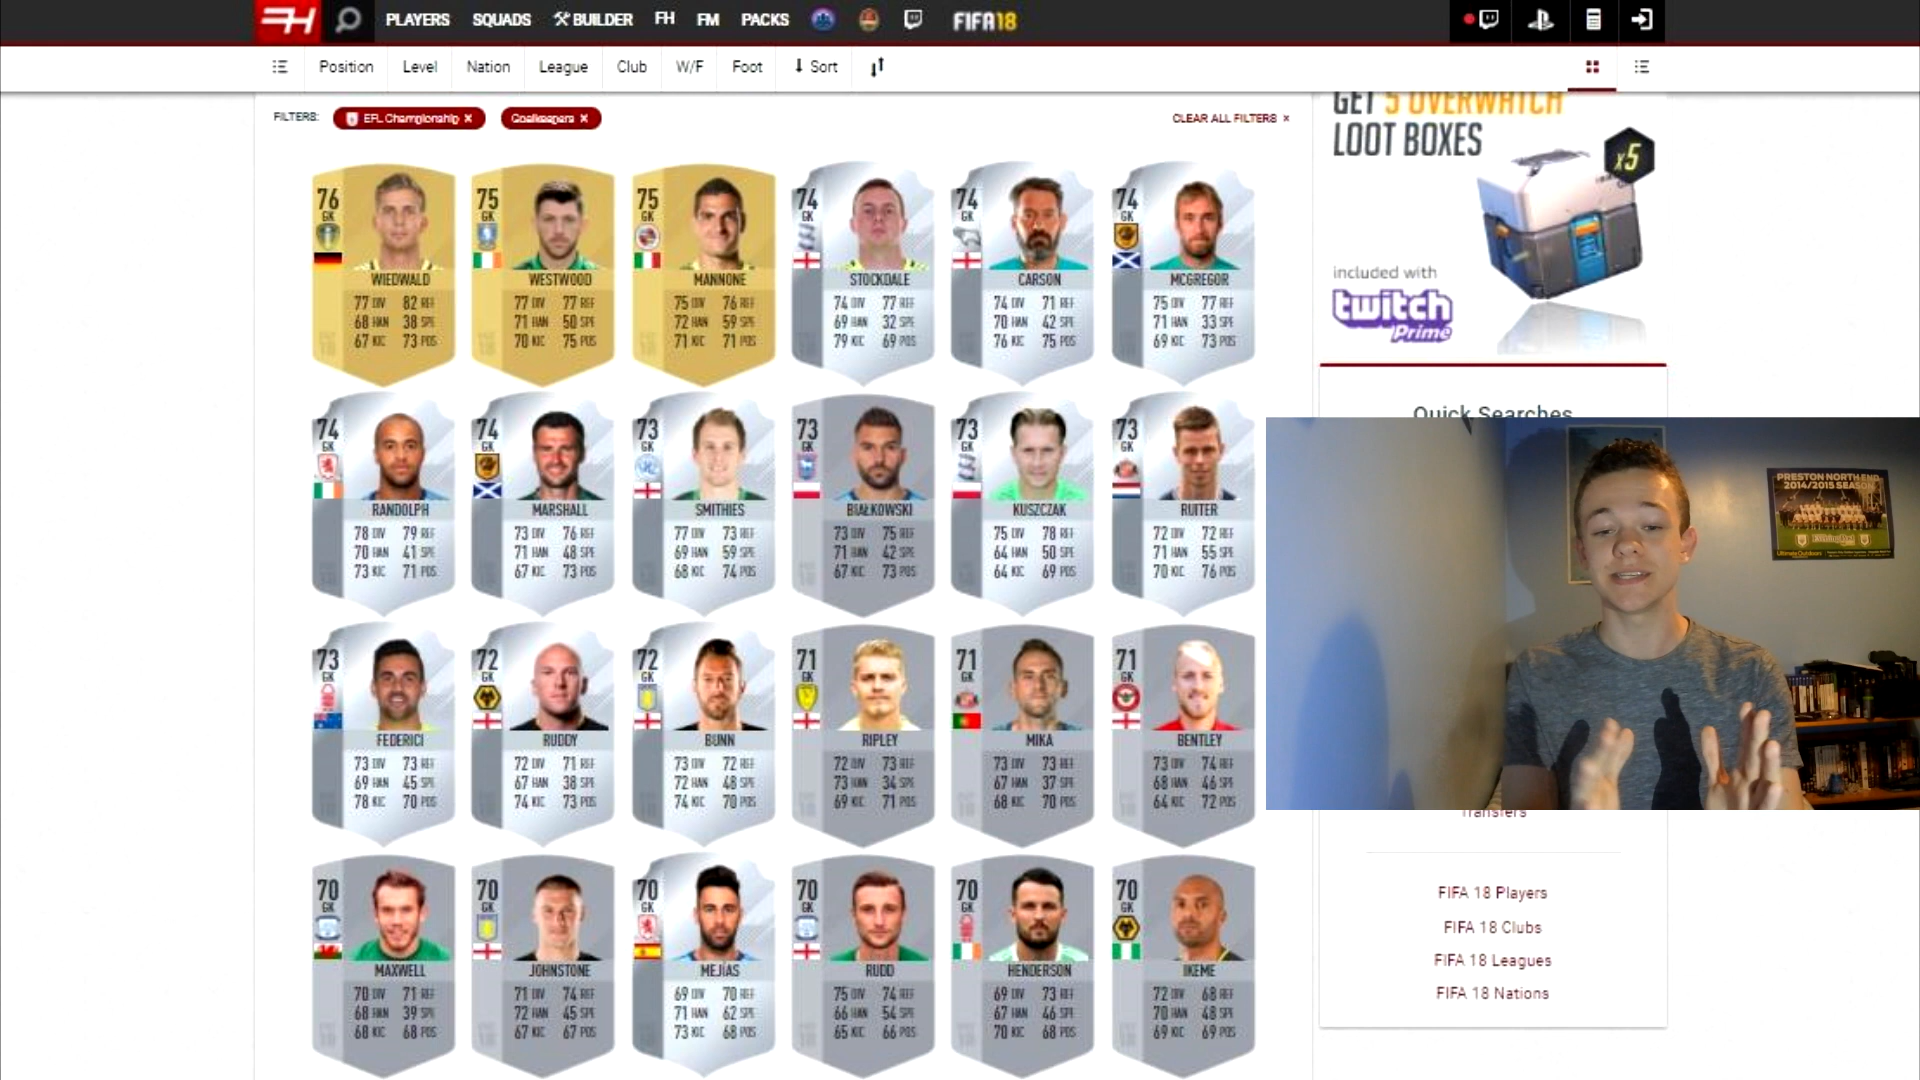 FH PLAYERS SQUADS BUILDER FH FM PACKS FIFA18
Position Level Nation League Club W/F Foot Sort
FILTERS: EFL Championship × Goalkeepers × CLEAR ALL FILTERS ×
76 75 75 74 74 74
GK GK GK GK GK GK
WIEDWALD WESTWOOD MANNONE STOCKDALE CARSON MCGREGOR
77 DIV 82 REF 77 DIV 77 REF 75 DIV 76 REF 74 DIV 77 REF 74 DIV 71 REF 75 DIV 77 REF
68 HAN 38 SPE 71 HAN 50 SPE 72 HAN 59 SPE 69 HAN 32 SPE 70 HAN 42 SPE 71 HAN 33 SPE
67 KIC 73 POS 70 KIC 75 POS 71 KIC 71 POS 79 KIC 69 POS 76 KIC 75 POS 69 KIC 73 POS
74 74 73 73 73 73
GK GK GK GK GK GK
RANDOLPH MARSHALL SMITHIES BIAŁKOWSKI KUSZCZAK RUITER
78 DIV 79 REF 73 DIV 76 REF 77 DIV 73 REF 73 DIV 75 REF 75 DIV 78 REF 72 DIV 72 REF
70 HAN 41 SPE 71 HAN 48 SPE 69 HAN 59 SPE 71 HAN 42 SPE 64 HAN 50 SPE 71 HAN 55 SPE
73 KIC 71 POS 67 KIC 73 POS 68 KIC 74 POS 67 KIC 73 POS 64 KIC 69 POS 70 KIC 76 POS
73 72 72 71 71 71
GK GK GK GK GK GK
FEDERICI RUDDY BUNN RIPLEY MIKA BENTLEY
73 DIV 73 REF 72 DIV 71 REF 73 DIV 72 REF 72 DIV 73 REF 73 DIV 73 REF 73 DIV 74 REF
69 HAN 45 SPE 67 HAN 38 SPE 72 HAN 48 SPE 73 HAN 34 SPE 67 HAN 37 SPE 68 HAN 46 SPE
78 KIC 70 POS 74 KIC 73 POS 74 KIC 70 POS 69 KIC 71 POS 68 KIC 70 POS 64 KIC 72 POS
70 70 70 70 70 70
GK GK GK GK GK GK
MAXWELL JOHNSTONE MEJÍAS RUDD HENDERSON IKEME
70 DIV 71 REF 71 DIV 74 REF 69 DIV 70 REF 75 DIV 74 REF 69 DIV 73 REF 72 DIV 68 REF
68 HAN 39 SPE 72 HAN 45 SPE 71 HAN 62 SPE 66 HAN 54 SPE 67 HAN 46 SPE 70 HAN 48 SPE
68 KIC 68 POS 67 KIC 67 POS 73 KIC 68 POS 65 KIC 66 POS 70 KIC 68 POS 69 KIC 69 POS
GET 5 OVERWATCH
LOOT BOXES
x5
included with
twitch
Prime
Quick Searches
PRESTON NORTH END
2014/2015 SEASON
Transfers
FIFA 18 Players
FIFA 18 Clubs
FIFA 18 Leagues
FIFA 18 Nations